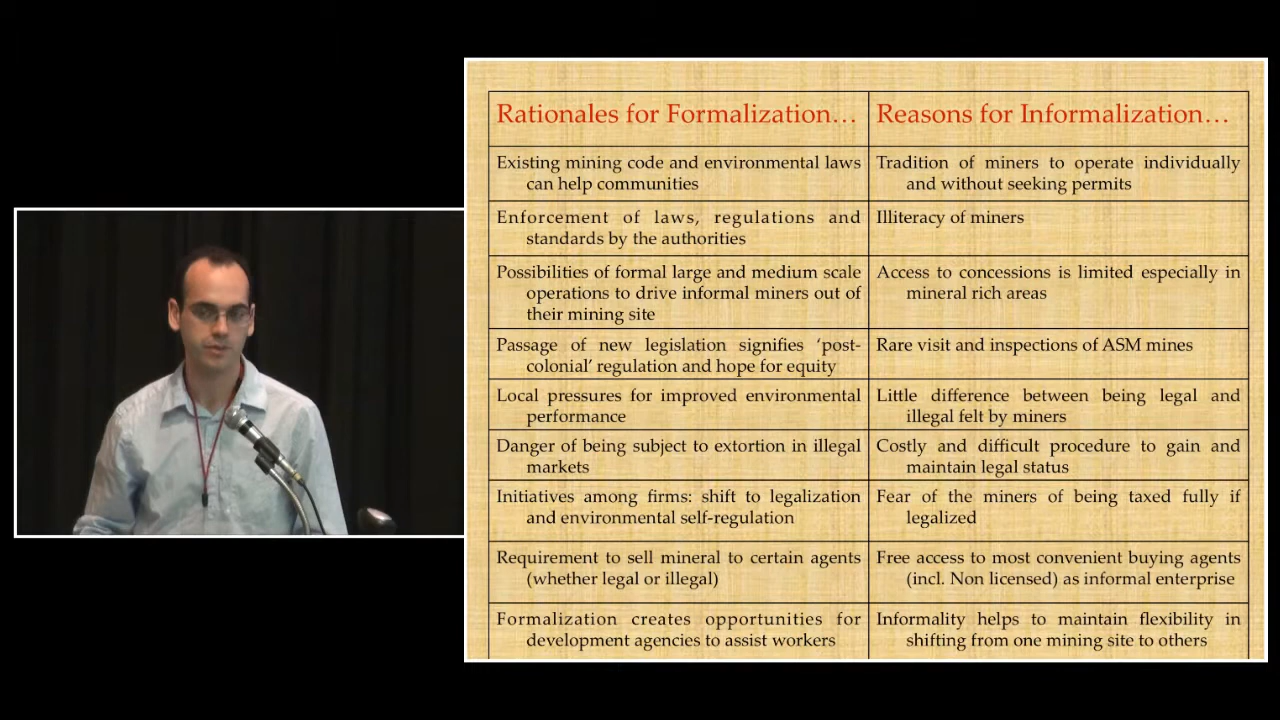 Rationales for Formalization…
Reasons for Informalization…
Existing mining code and environmental laws
can help communities
Tradition of miners to operate individually
and without seeking permits
Enforcement of laws, regulations and
standards by the authorities
Illiteracy of miners
Possibilities of formal large and medium scale
operations to drive informal miners out of
their mining site
Access to concessions is limited especially in
mineral rich areas
Passage of new legislation signifies ‘post-
colonial’ regulation and hope for equity
Rare visit and inspections of ASM mines
Local pressures for improved environmental
performance
Little difference between being legal and
illegal felt by miners
Danger of being subject to extortion in illegal
markets
Costly and difficult procedure to gain and
maintain legal status
Initiatives among firms: shift to legalization
and environmental self-regulation
Fear of the miners of being taxed fully if
legalized
Requirement to sell mineral to certain agents
(whether legal or illegal)
Free access to most convenient buying agents
(incl. Non licensed) as informal enterprise
Formalization creates opportunities for
development agencies to assist workers
Informality helps to maintain flexibility in
shifting from one mining site to others